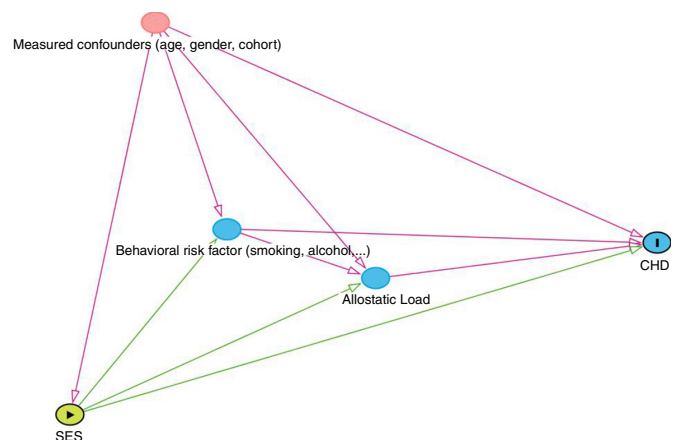 Measured confounders (age, gender, cohort)
Behavioral risk factor (smoking, alcohol,...)
CHD
Allostatic Load
SES